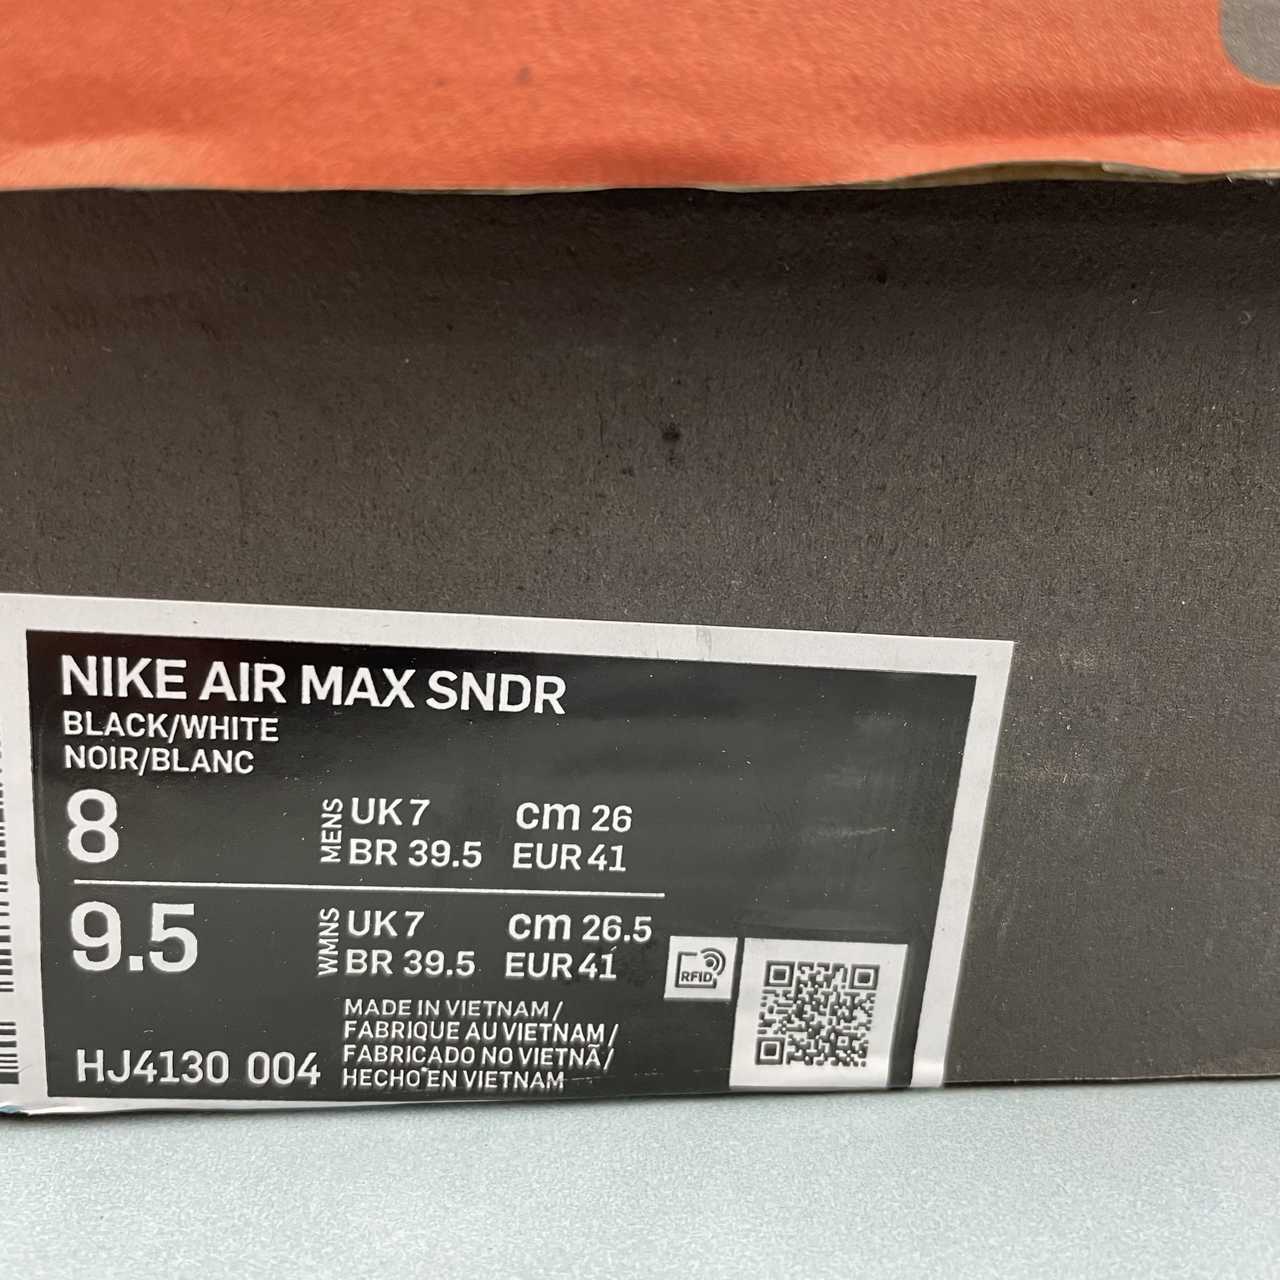 NIKE AIR MAX SNDR
BLACK/WHITE
NOIR/BLANC
8 MENS UK 7 cm 26
BR 39.5 EUR 41
9.5 WMNS UK 7 cm 26.5
BR 39.5 EUR 41
RFID
MADE IN VIETNAM /
FABRIQUE AU VIETNAM /
FABRICADO NO VIETNÃ /
HECHO EN VIETNAM
HJ4130 004